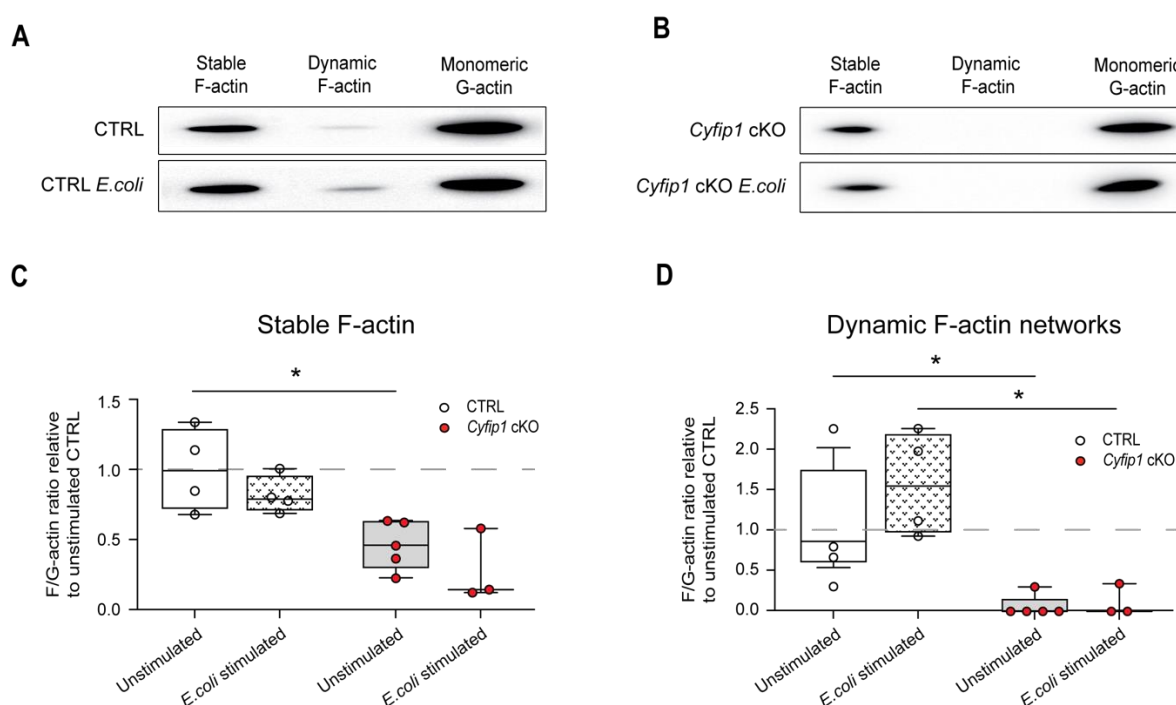 A
Stable
F-actin
Dynamic
F-actin
Monomeric
G-actin
CTRL
CTRL E.coli
B
Stable
F-actin
Dynamic
F-actin
Monomeric
G-actin
Cyfip1 cKO
Cyfip1 cKO E.coli
C
Stable F-actin
*
CTRL
Cyfip1 cKO
F/G-actin ratio relative
to unstimulated CTRL
1.5
1.0
0.5
0.0
Unstimulated
E.coli stimulated
Unstimulated
E.coli stimulated
D
Dynamic F-actin networks
*
*
CTRL
Cyfip1 cKO
F/G-actin ratio relative
to unstimulated CTRL
2.5
2.0
1.5
1.0
0.5
0.0
Unstimulated
E.coli stimulated
Unstimulated
E.coli stimulated